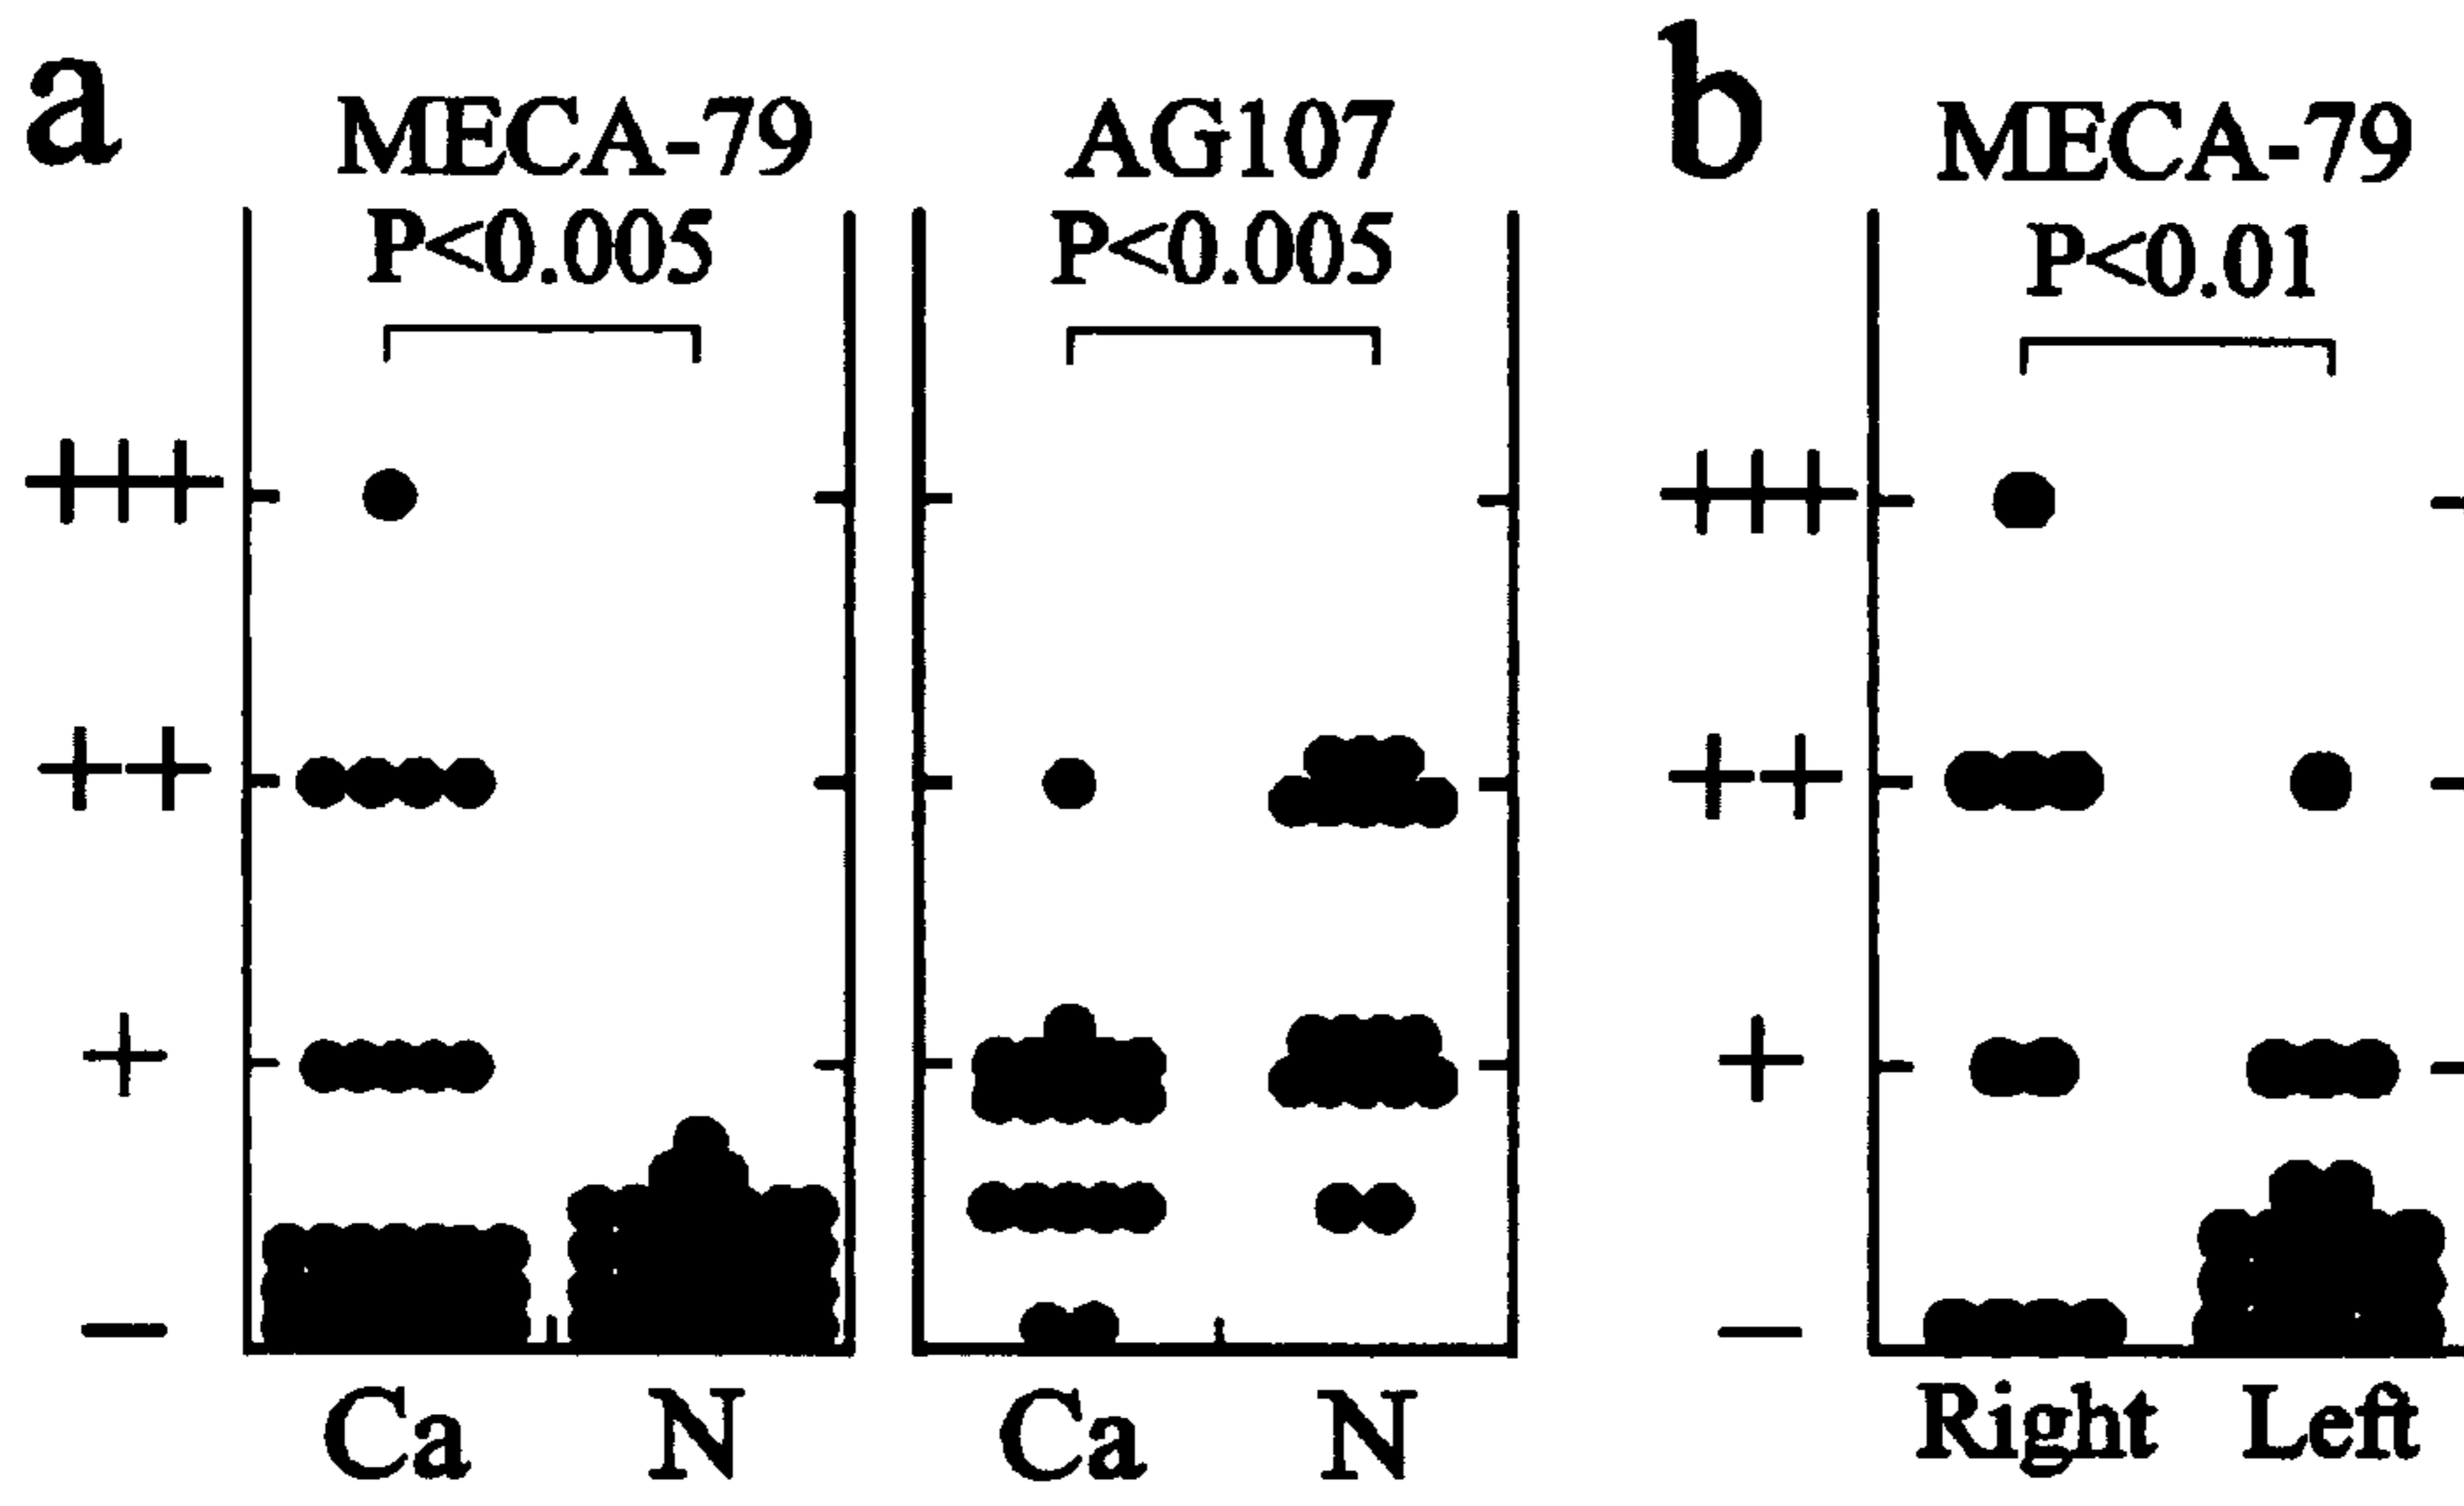 a MECA-79 AG107 b MECA-79
P<0.005 P<0.005 P<0.01
+++ +++
++ ++
+ +
− −
Ca N Ca N Right Left